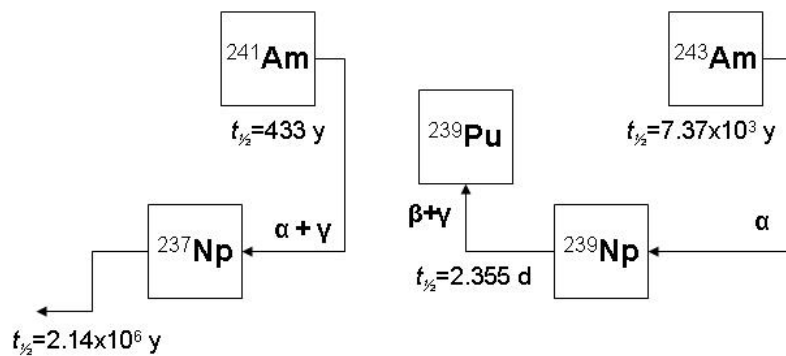 ²⁴¹Am
²⁴³Am
t½=433 y
²³⁹Pu
t½=7.37x10³ y
α + γ
β+γ
α
²³⁷Np
²³⁹Np
t½=2.355 d
t½=2.14x10⁶ y